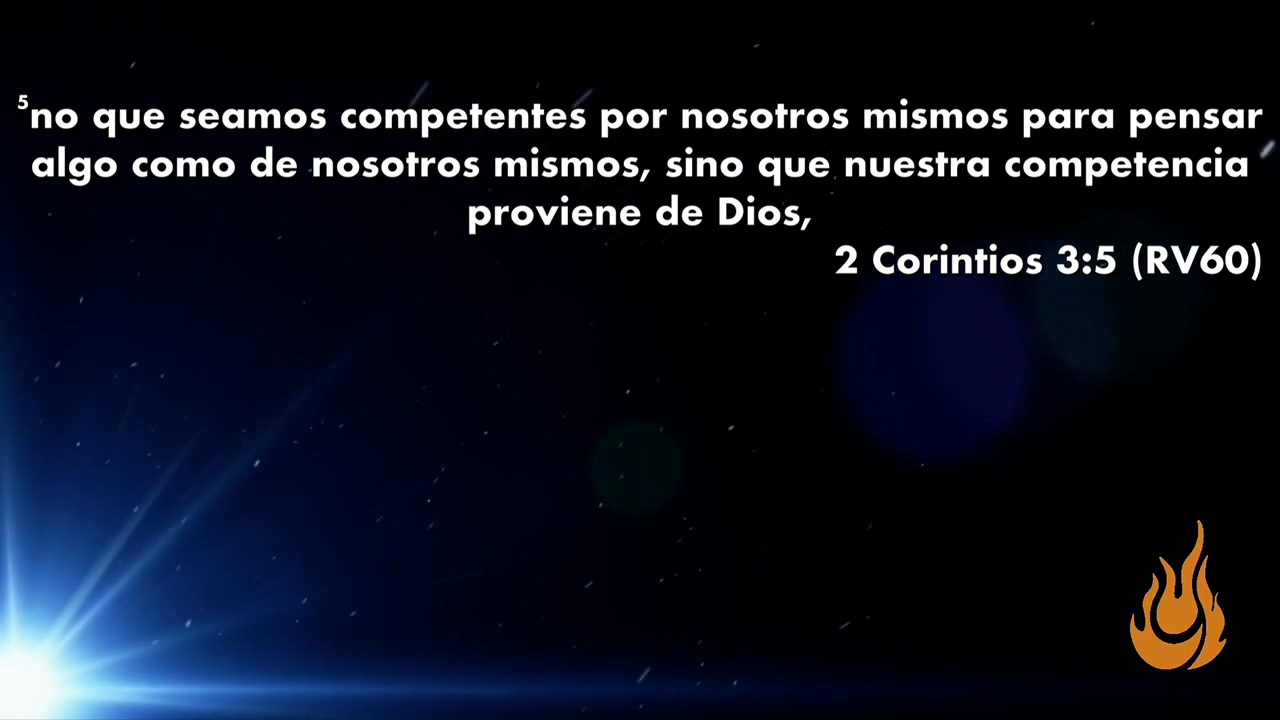 ⁵no que seamos competentes por nosotros mismos para pensar
algo como de nosotros mismos, sino que nuestra competencia
proviene de Dios,
2 Corintios 3:5 (RV60)